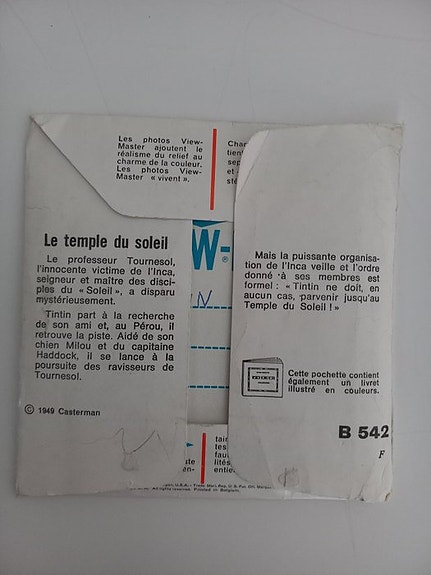 Les photos View-
Master ajoutent le
réalisme du relief au
charme de la couleur.
Les photos View-
Master « vivent ».
Le temple du soleil
Le professeur Tournesol,
l'innocente victime de l'Inca,
seigneur et maître des disci-
ples du « Soleil », a disparu
mystérieusement.
Tintin part à la recherche
de son ami et, au Pérou, il
retrouve la piste. Aidé de son
chien Milou et du capitaine
Haddock, il se lance à la
poursuite des ravisseurs de
Tournesol.
© 1949 Casterman
Mais la puissante organisa-
tion de l'Inca veille et l'ordre
donné à ses membres est
formel : « Tintin ne doit, en
aucun cas, parvenir jusqu'au
Temple du Soleil ! »
Cette pochette contient
également un livret
illustré en couleurs.
B 542
F
Printed in Belgium.